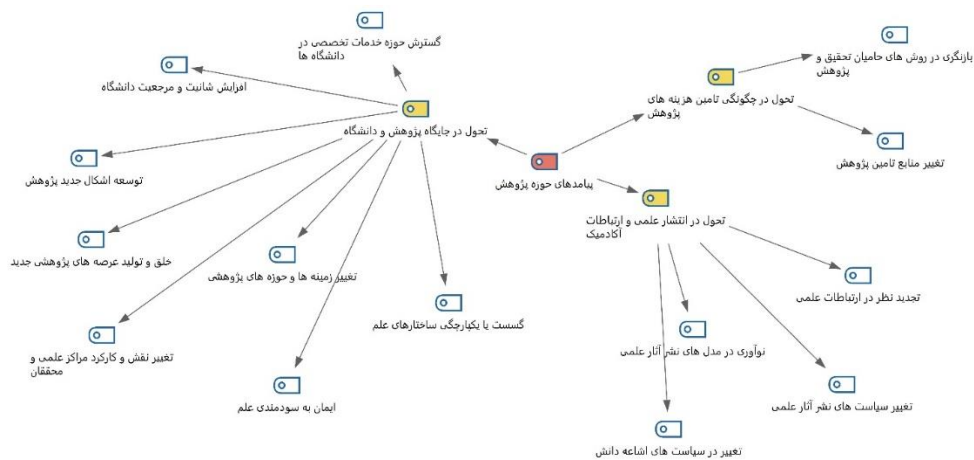 گسترش حوزه خدمات تخصصی در
دانشگاه ها
بازنگری در روش های حامیان تحقیق و
پژوهش
افزایش شانیت و مرجعیت دانشگاه
تحول در چگونگی تامین هزینه های
پژوهش
تحول در جایگاه پژوهش و دانشگاه
تغییر منابع تامین پژوهش
توسعه اشکال جدید پژوهش
پیامدهای حوزه پژوهش
تحول در انتشار علمی و ارتباطات
آکادمیک
خلق و تولید عرصه های پژوهشی جدید
تغییر زمینه ها و حوزه های پژوهشی
تجدید نظر در ارتباطات علمی
گسست یا یکپارچگی ساختارهای علم
نوآوری در مدل های نشر آثار علمی
تغییر نقش و کارکرد مراکز علمی و
محققان
ایمان به سودمندی علم
تغییر سیاست های نشر آثار علمی
تغییر در سیاست های اشاعه دانش